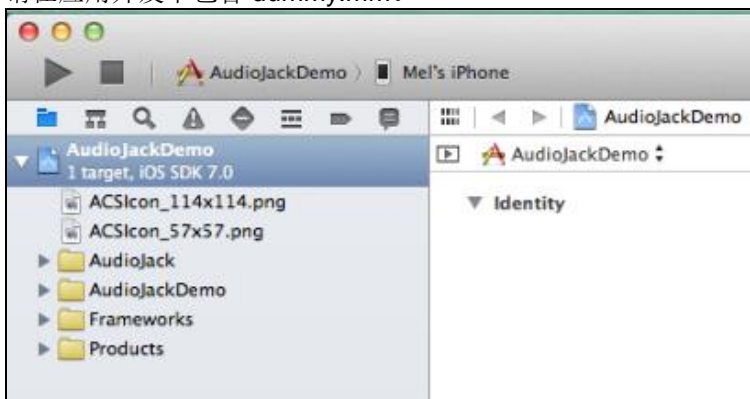 AudioJackDemo
Mel's iPhone
AudioJackDemo
AudioJackDemo
1 target, iOS SDK 7.0
AudioJackDemo
ACSIcon_114x114.png
Identity
ACSIcon_57x57.png
AudioJack
AudioJackDemo
Frameworks
Products